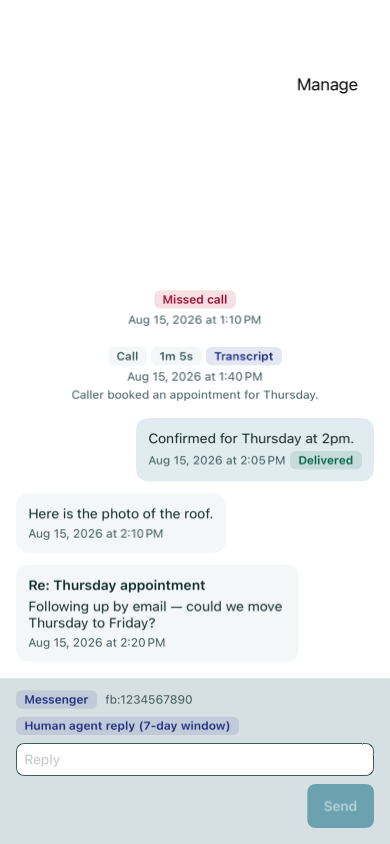 Manage
Missed call
Aug 15, 2026 at 1:10 PM
Call 1m 5s Transcript
Aug 15, 2026 at 1:40 PM
Caller booked an appointment for Thursday.
Confirmed for Thursday at 2pm.
Aug 15, 2026 at 2:05 PM Delivered
Here is the photo of the roof.
Aug 15, 2026 at 2:10 PM
Re: Thursday appointment
Following up by email — could we move
Thursday to Friday?
Aug 15, 2026 at 2:20 PM
Messenger fb:1234567890
Human agent reply (7-day window)
Reply
Send